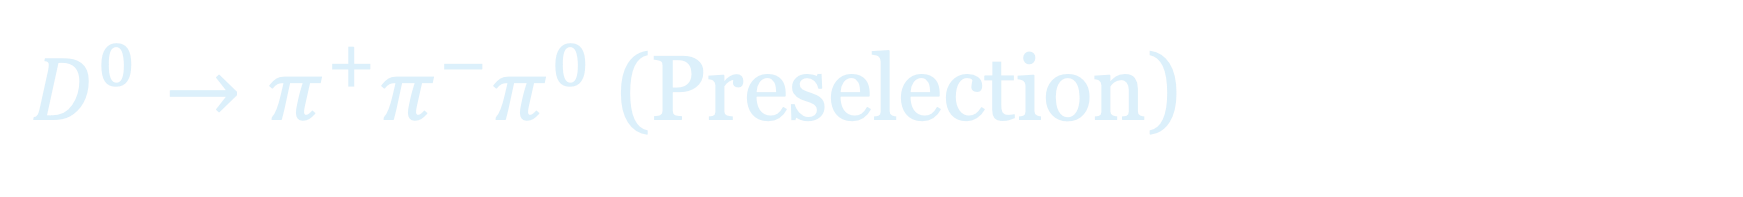 D⁰ → π⁺π⁻π⁰ (Preselection)